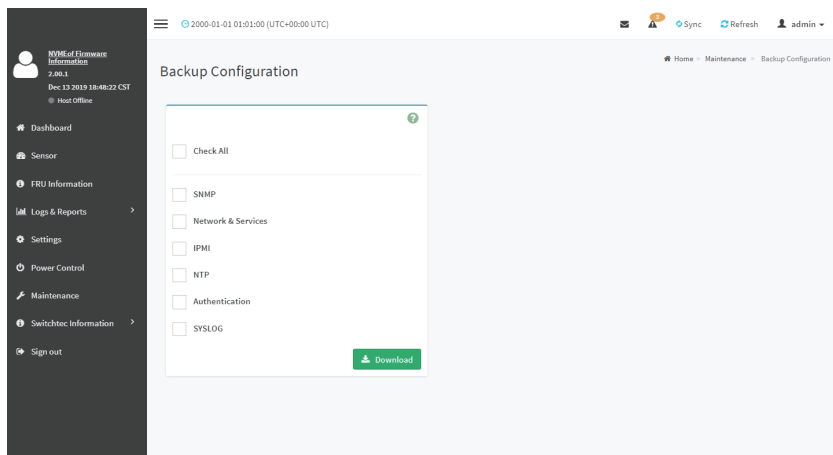 2000-01-01 01:01:00 (UTC+00:00 UTC)
Sync
Refresh
admin
NVMEof Firmware
Information
2.00.1
Dec 13 2019 18:48:22 CST
Host Offline
Dashboard
Sensor
FRU Information
Logs & Reports
Settings
Power Control
Maintenance
Switchtec Information
Sign out
Backup Configuration
Home > Maintenance > Backup Configuration
?
Check All
SNMP
Network & Services
IPMI
NTP
Authentication
SYSLOG
Download